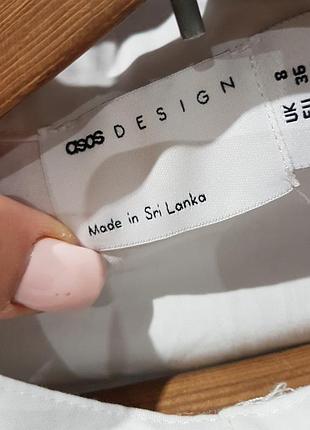 asos DESIGN
Made in Sri Lanka
UK 8
EU 36